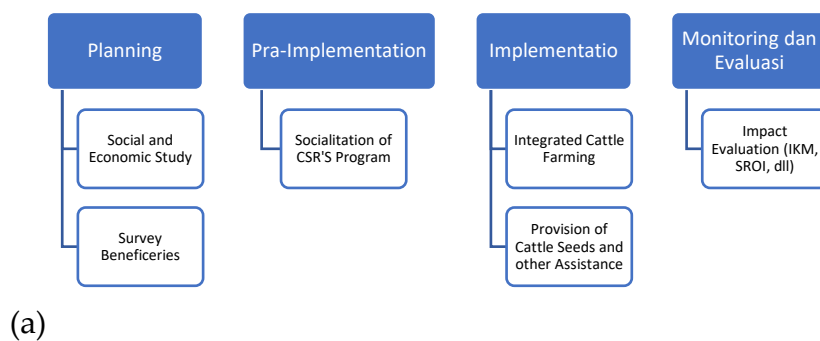 Planning
Social and
Economic Study
Survey
Beneficeries
Pra-Implementation
Socialitation of
CSR'S Program
Implementatio
Integrated Cattle
Farming
Provision of
Cattle Seeds and
other Assistance
Monitoring dan
Evaluasi
Impact
Evaluation (IKM,
SROI, dll)
(a)